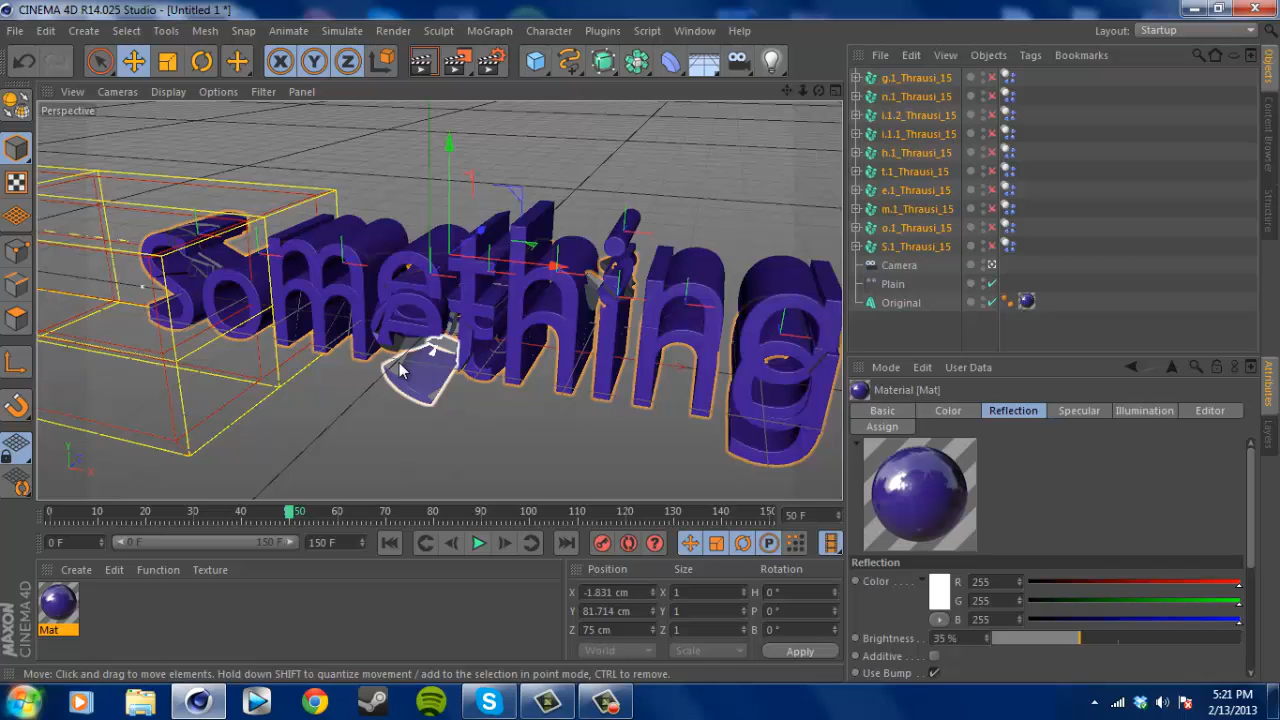 CINEMA 4D R14.025 Studio - [Untitled 1 *]
File Edit Create Select Tools Mesh Snap Animate Simulate Render Sculpt MoGraph Character Plugins Script Window Help
Layout: Startup
View Cameras Display Options Filter Panel
Perspective
Something
Y
X
0 10 20 30 40 50 60 70 80 90 100 110 120 130 140 150
50 F
0 F
0 F
150 F
150 F
Create Edit Function Texture
Mat
MAXON
CINEMA 4D
Position Size Rotation
X -1.831 cm X 1 H 0 °
Y 81.714 cm Y 1 P 0 °
Z 75 cm Z 1 B 0 °
World Scale Apply
Move: Click and drag to move elements. Hold down SHIFT to quantize movement / add to the selection in point mode, CTRL to remove.
File Edit View Objects Tags Bookmarks
g.1_Thrausi_15
n.1_Thrausi_15
i.1.2_Thrausi_15
i.1.1_Thrausi_15
h.1_Thrausi_15
t.1_Thrausi_15
e.1_Thrausi_15
m.1_Thrausi_15
o.1_Thrausi_15
S.1_Thrausi_15
Camera
Plain
Original
Objects
Content Browser
Structure
Mode Edit User Data
Material [Mat]
Basic Color Reflection Specular Illumination Editor
Assign
Reflection
Color . . . . R 255
G 255
B 255
Brightness . . 35 %
Additive . .
Use Bump .
Attributes
Layers
5:21 PM
2/13/2013